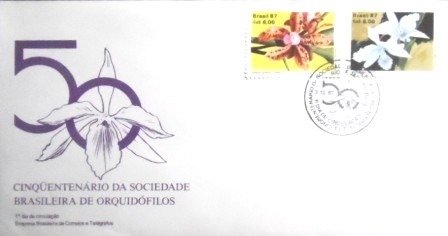 Brasil 87
Cz$ 6.00
Brasil 87
Cz$ 6.00
50
CINQÜENTENÁRIO DA SOCIEDADE
BRASILEIRA DE ORQUIDÓFILOS
1º dia de circulação
Empresa Brasileira de Correios e Telégrafos